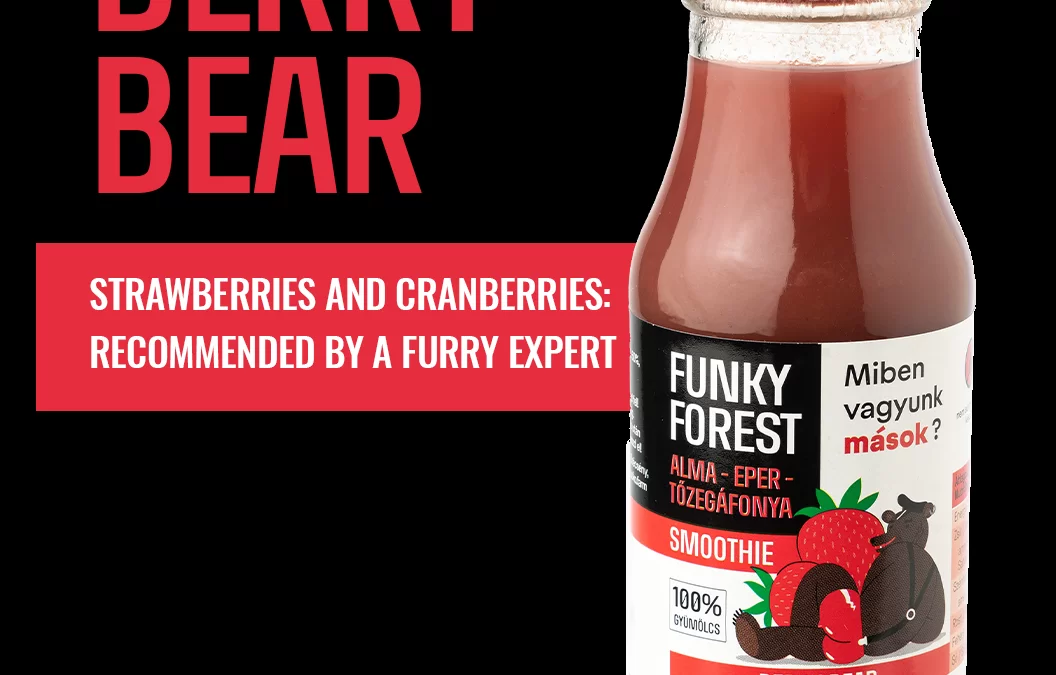 BERRY
BEAR
STRAWBERRIES AND CRANBERRIES:
RECOMMENDED BY A FURRY EXPERT
FUNKY
FOREST
ALMA - EPER -
TŐZEGÁFONYA
SMOOTHIE
100%
GYÜMÖLCS
Miben
vagyunk
mások?